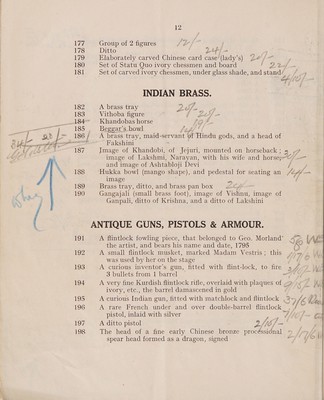 12
177 Group of 2 figures 12/-
178 Ditto 24/-
179 Elaborately carved Chinese card case (lady's) 20/-
180 Set of Statu Quo ivory chessmen and board 22/-
181 Set of carved ivory chessmen, under glass shade, and stand
INDIAN BRASS.
182 A brass tray
183 Vithoba figure
184 Khandobas horse
185 Beggar's bowl
186 A brass tray, maid-servant of Hindu gods, and a head of
Fakshini
187 Image of Khandobi, of Jejuri, mounted on horseback;
image of Lakshmi, Narayan, with his wife and horse;
and image of Ashtabloji Devi
188 Hukka bowl (mango shape), and pedestal for seating an
image
189 Brass tray, ditto, and brass pan box
190 Gangajali (small brass foot), image of Vishnu, image of
Gampali, ditto of Krishna, and a ditto of Lakshini
ANTIQUE GUNS, PISTOLS & ARMOUR.
191 A flintlock fowling piece, that belonged to Geo. Morland
the artist, and bears his name and date, 1795
192 A small flintlock musket, marked Madam Vestris; this
was used by her on the stage
193 A curious inventor's gun, fitted with flint-lock, to fire
3 bullets from 1 barrel
194 A very fine Kurdish flintlock rifle, overlaid with plaques of
ivory, etc., the barrel damascened in gold
195 A curious Indian gun, fitted with matchlock and flintlock
196 A rare French under and over double-barrel flintlock
pistol, inlaid with silver
197 A ditto pistol 2/10/-
198 The head of a fine early Chinese bronze processional
spear head formed as a dragon, signed